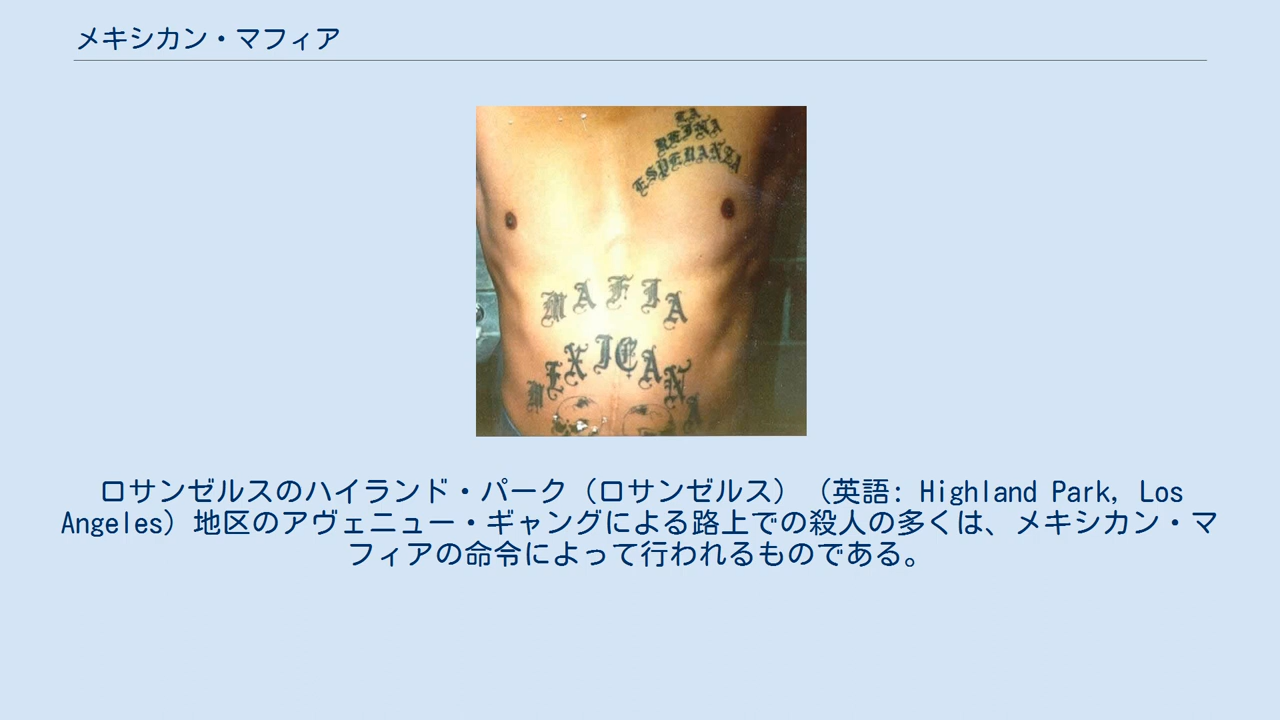 メキシカン・マフィア
LA
REINA
ESPERANZA
MAFIA
MEXICANA
ロサンゼルスのハイランド・パーク（ロサンゼルス）（英語: Highland Park, Los
Angeles）地区のアヴェニュー・ギャングによる路上での殺人の多くは、メキシカン・マ
フィアの命令によって行われるものである。